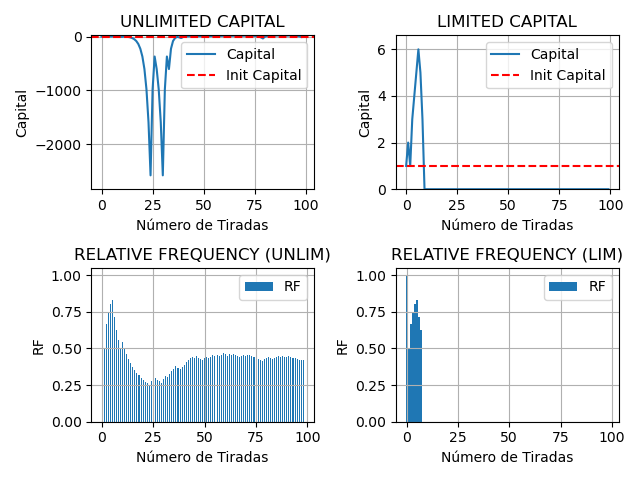 UNLIMITED CAPITAL
Capital
0
−1000
−2000
Capital
Init Capital
0
25
50
75
100
Número de Tiradas
LIMITED CAPITAL
Capital
6
4
2
0
Capital
Init Capital
0
25
50
75
100
Número de Tiradas
RELATIVE FREQUENCY (UNLIM)
RF
1.00
0.75
0.50
0.25
0.00
RF
0
25
50
75
100
Número de Tiradas
RELATIVE FREQUENCY (LIM)
RF
1.00
0.75
0.50
0.25
0.00
RF
0
25
50
75
100
Número de Tiradas